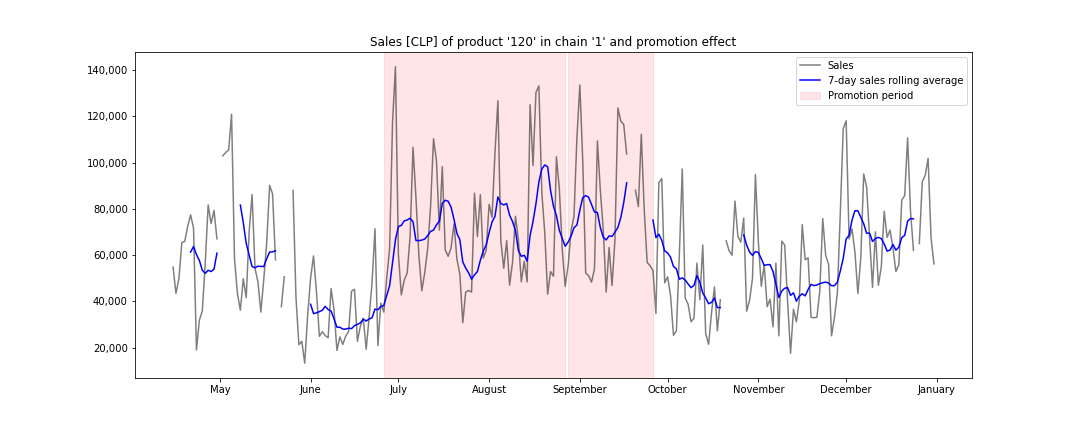 Sales [CLP] of product '120' in chain '1' and promotion effect
Sales
7-day sales rolling average
Promotion period
140,000
120,000
100,000
80,000
60,000
40,000
20,000
May June July August September October November December January